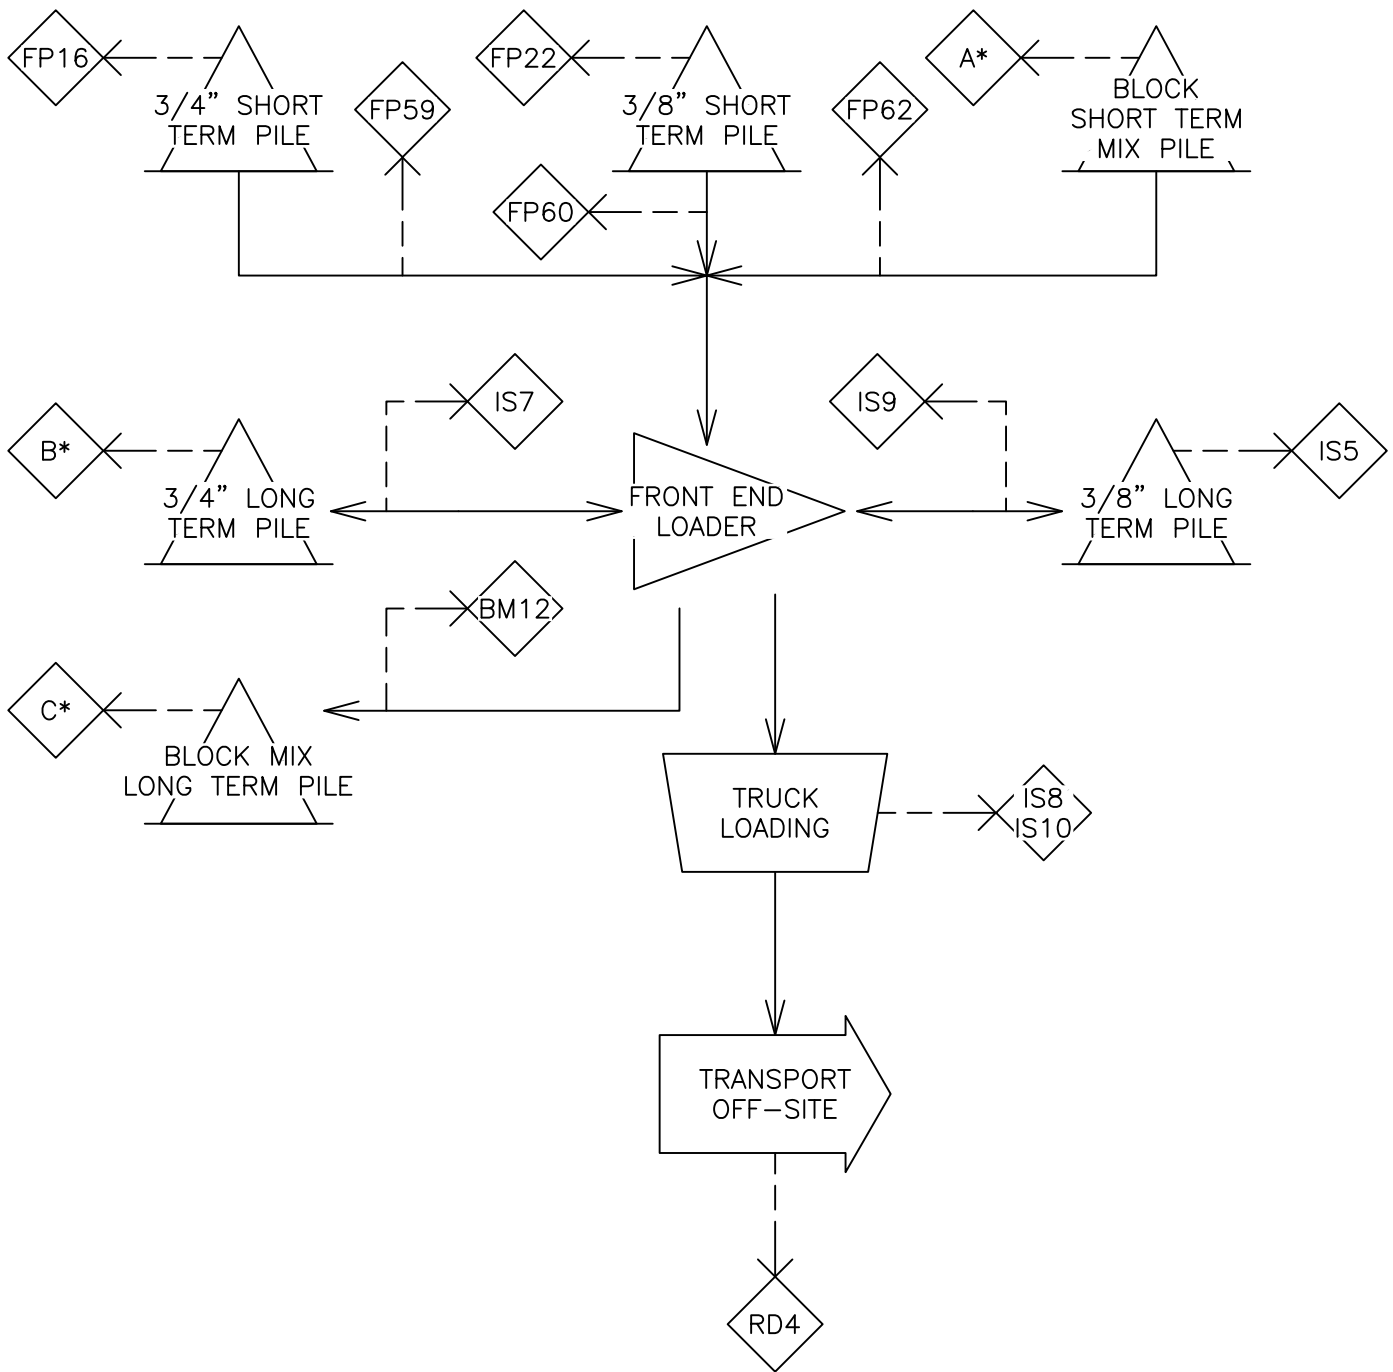 FP16
3/4” SHORT
TERM PILE
FP59
FP22
3/8” SHORT
TERM PILE
FP60
FP62
A*
BLOCK
SHORT TERM
MIX PILE
IS7
IS9
B*
3/4” LONG
TERM PILE
FRONT END
LOADER
3/8” LONG
TERM PILE
IS5
BM12
C*
BLOCK MIX
LONG TERM PILE
TRUCK
LOADING
IS8
IS10
TRANSPORT
OFF-SITE
RD4